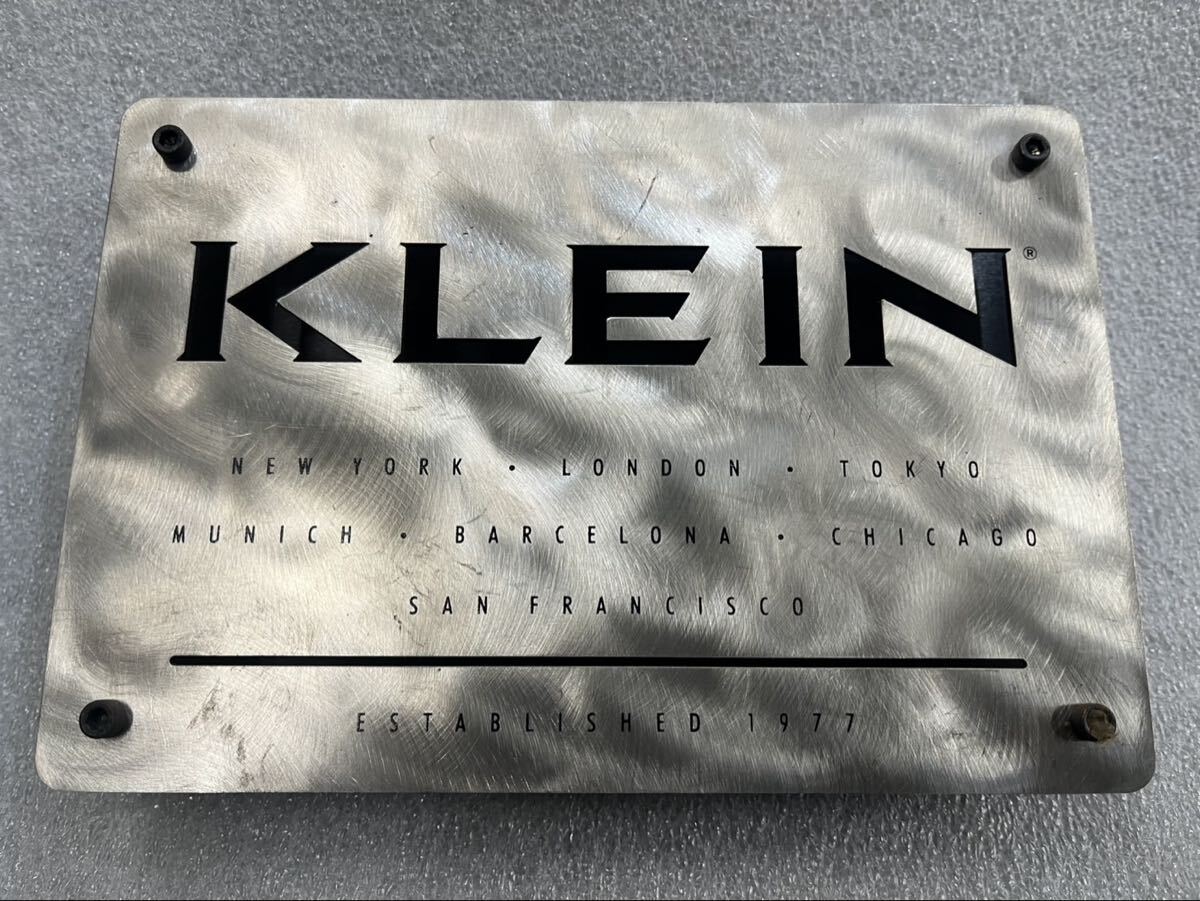 KLEIN®
NEW YORK • LONDON • TOKYO
MUNICH • BARCELONA • CHICAGO
SAN FRANCISCO
ESTABLISHED 1977